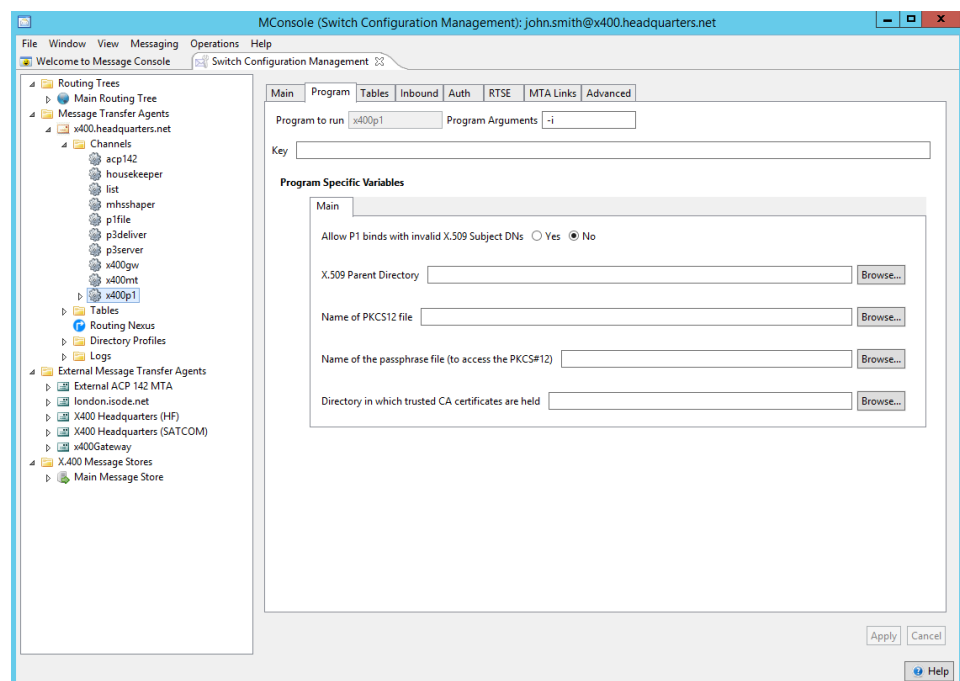 MConsole (Switch Configuration Management): john.smith@x400.headquarters.net
File Window View Messaging Operations Help
Welcome to Message Console
Switch Configuration Management
Routing Trees
Main Routing Tree
Message Transfer Agents
x400.headquarters.net
Channels
acp142
housekeeper
list
mhsshaper
p1file
p3deliver
p3server
x400gw
x400mt
x400p1
Tables
Routing Nexus
Directory Profiles
Logs
External Message Transfer Agents
External ACP 142 MTA
london.isode.net
X400 Headquarters (HF)
X400 Headquarters (SATCOM)
x400Gateway
X.400 Message Stores
Main Message Store
Main Program Tables Inbound Auth RTSE MTA Links Advanced
Program to run x400p1 Program Arguments -i
Key
Program Specific Variables
Main
Allow P1 binds with invalid X.509 Subject DNs Yes No
X.509 Parent Directory Browse...
Name of PKCS12 file Browse...
Name of the passphrase file (to access the PKCS#12) Browse...
Directory in which trusted CA certificates are held Browse...
Apply Cancel
Help